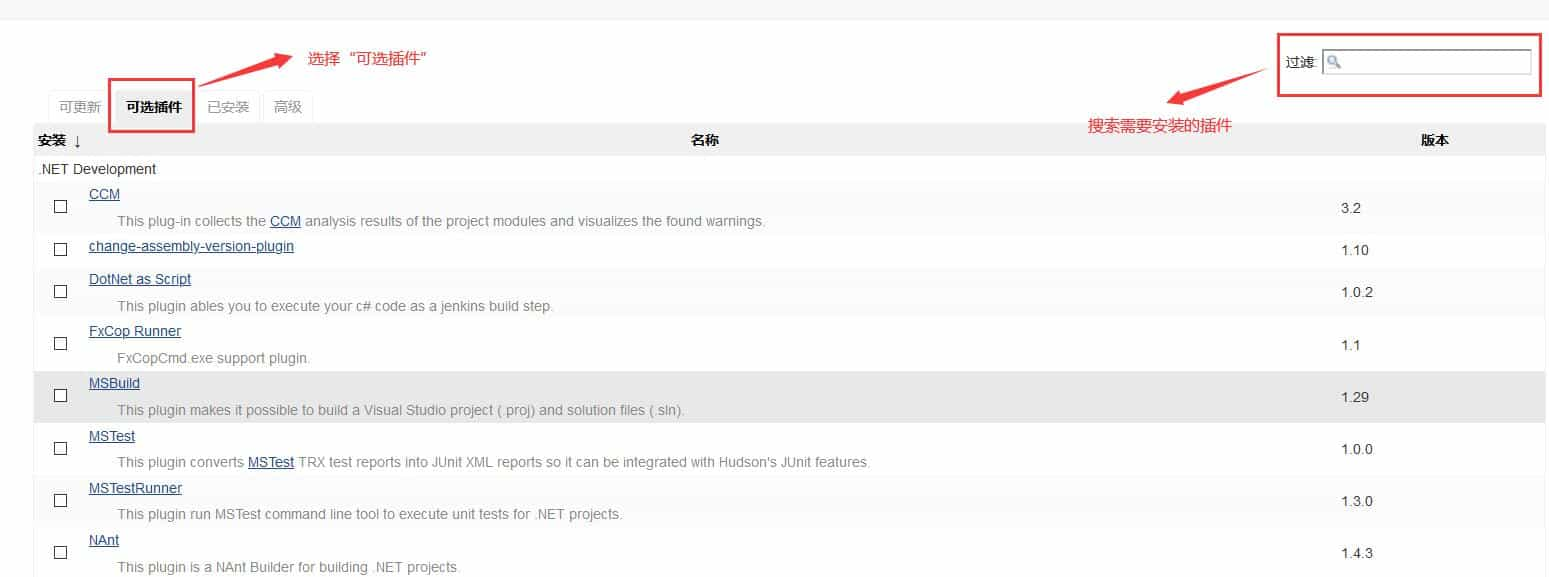 选择 “可选插件”
过滤:
可更新 可选插件 已安装 高级
搜索需要安装的插件
安装 ↓ 名称 版本
.NET Development
CCM
This plug-in collects the CCM analysis results of the project modules and visualizes the found warnings.
3.2
change-assembly-version-plugin
1.10
DotNet as Script
This plugin ables you to execute your c# code as a jenkins build step.
1.0.2
FxCop Runner
FxCopCmd.exe support plugin.
1.1
MSBuild
This plugin makes it possible to build a Visual Studio project (.proj) and solution files (.sln).
1.29
MSTest
This plugin converts MSTest TRX test reports into JUnit XML reports so it can be integrated with Hudson's JUnit features.
1.0.0
MSTestRunner
This plugin run MSTest command line tool to execute unit tests for .NET projects.
1.3.0
NAnt
This plugin is a NAnt Builder for building .NET projects.
1.4.3